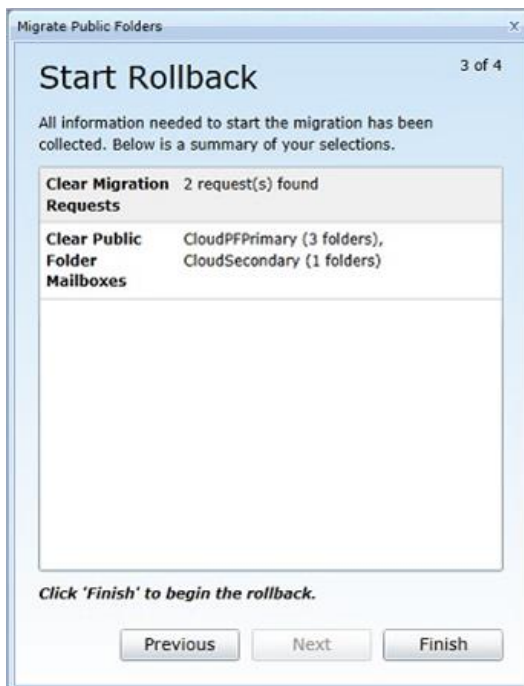 Migrate Public Folders
x
Start Rollback
3 of 4
All information needed to start the migration has been
collected. Below is a summary of your selections.
Clear Migration 2 request(s) found
Requests
Clear Public CloudPFPrimary (3 folders),
Folder CloudSecondary (1 folders)
Mailboxes
Click 'Finish' to begin the rollback.
Previous Next Finish